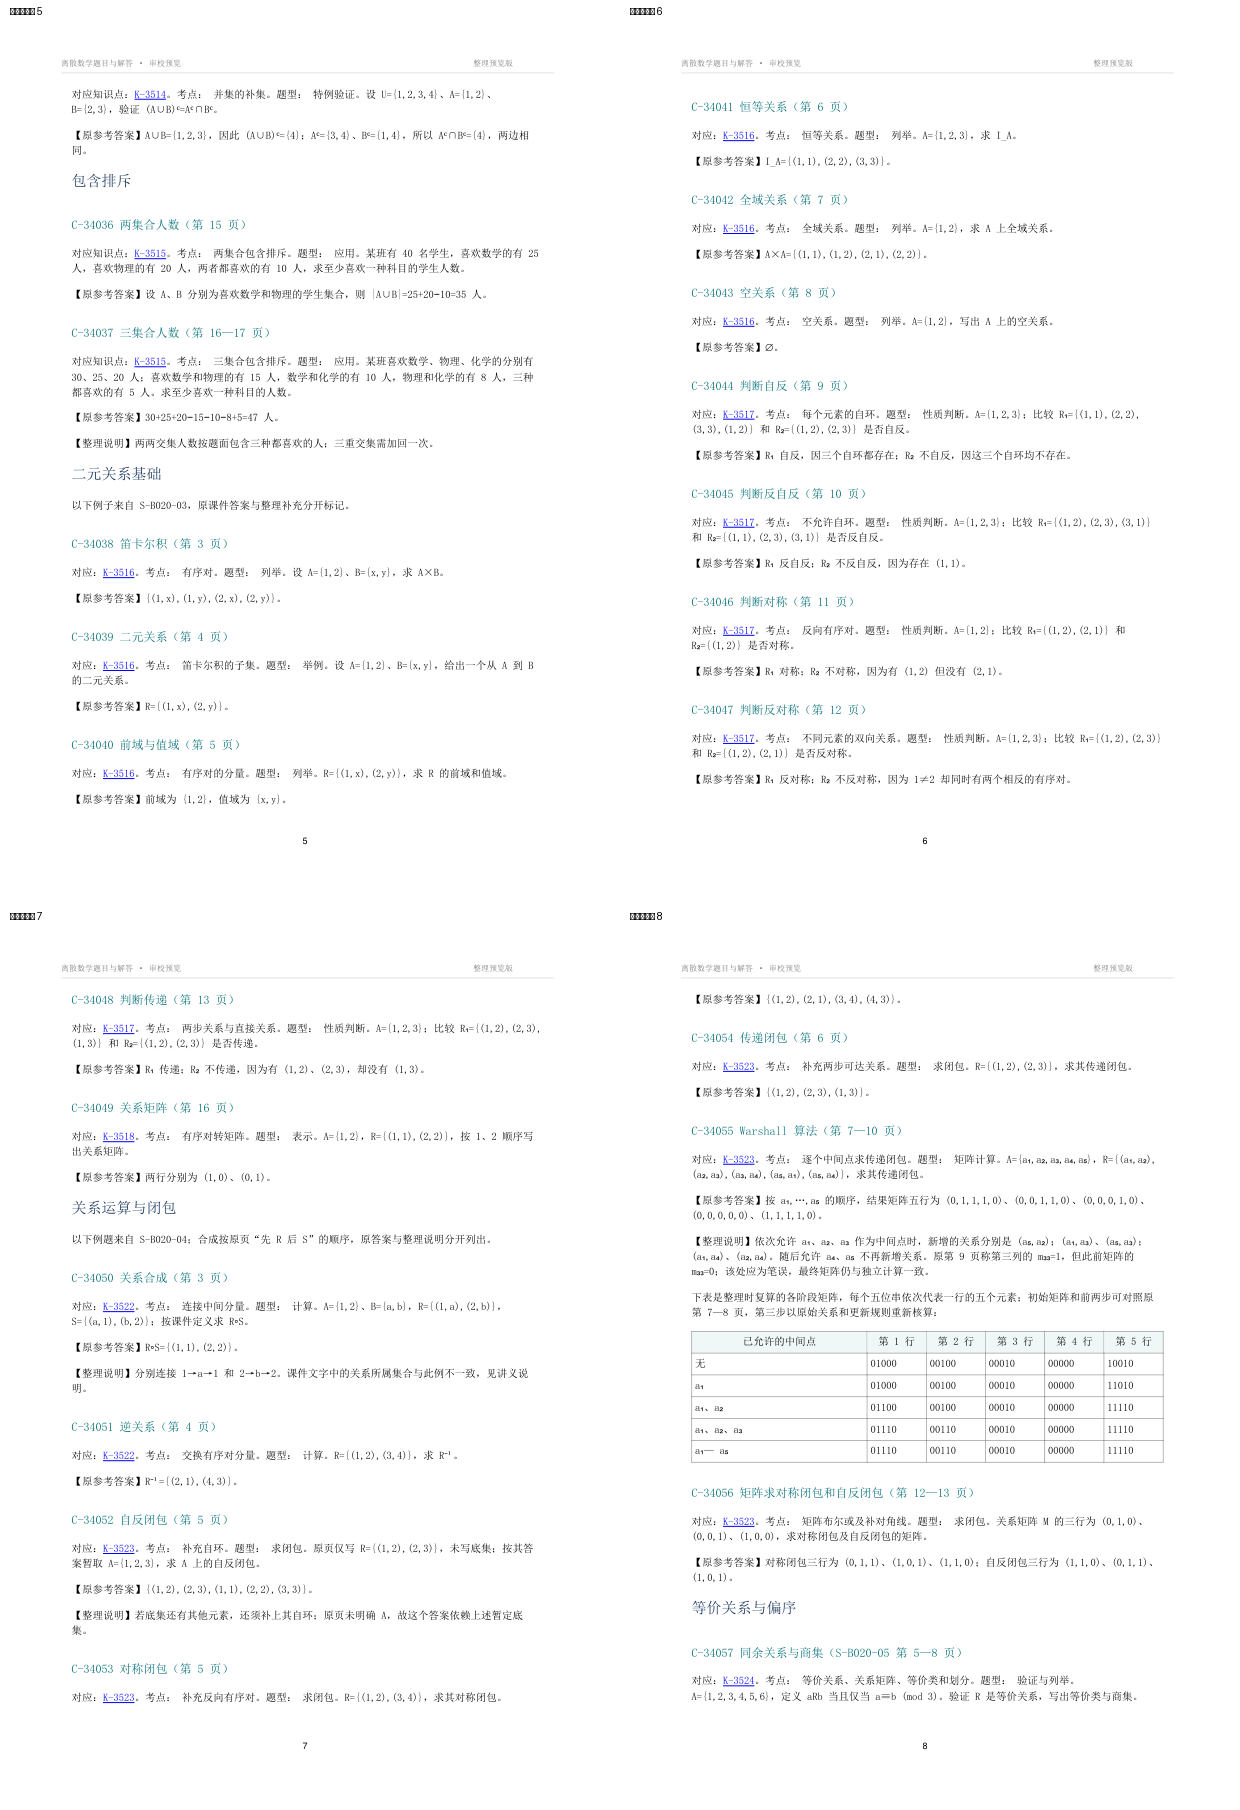 5
离散数学题目与解答 • 审校预览 整理预览版
对应知识点：K-3514。考点： 并集的补集。题型： 特例验证。设 U={1,2,3,4}、A={1,2}、
B={2,3}，验证 (A∪B)ᶜ=Aᶜ∩Bᶜ。
【原参考答案】A∪B={1,2,3}，因此 (A∪B)ᶜ={4}；Aᶜ={3,4}、Bᶜ={1,4}，所以 Aᶜ∩Bᶜ={4}，两边相
同。
包含排斥
C-34036 两集合人数（第 15 页）
对应知识点：K-3515。考点： 两集合包含排斥。题型： 应用。某班有 40 名学生，喜欢数学的有 25
人，喜欢物理的有 20 人，两者都喜欢的有 10 人，求至少喜欢一种科目的学生人数。
【原参考答案】设 A、B 分别为喜欢数学和物理的学生集合，则 |A∪B|=25+20−10=35 人。
C-34037 三集合人数（第 16—17 页）
对应知识点：K-3515。考点： 三集合包含排斥。题型： 应用。某班喜欢数学、物理、化学的分别有
30、25、20 人；喜欢数学和物理的有 15 人，数学和化学的有 10 人，物理和化学的有 8 人，三种
都喜欢的有 5 人。求至少喜欢一种科目的人数。
【原参考答案】30+25+20−15−10−8+5=47 人。
【整理说明】两两交集人数按题面包含三种都喜欢的人；三重交集需加回一次。
二元关系基础
以下例子来自 S-B020-03，原课件答案与整理补充分开标记。
C-34038 笛卡尔积（第 3 页）
对应：K-3516。考点： 有序对。题型： 列举。设 A={1,2}、B={x,y}，求 A×B。
【原参考答案】{(1,x),(1,y),(2,x),(2,y)}。
C-34039 二元关系（第 4 页）
对应：K-3516。考点： 笛卡尔积的子集。题型： 举例。设 A={1,2}、B={x,y}，给出一个从 A 到 B
的二元关系。
【原参考答案】R={(1,x),(2,y)}。
C-34040 前域与值域（第 5 页）
对应：K-3516。考点： 有序对的分量。题型： 列举。R={(1,x),(2,y)}，求 R 的前域和值域。
【原参考答案】前域为 {1,2}，值域为 {x,y}。
5
6
离散数学题目与解答 • 审校预览 整理预览版
C-34041 恒等关系（第 6 页）
对应：K-3516。考点： 恒等关系。题型： 列举。A={1,2,3}，求 I_A。
【原参考答案】I_A={(1,1),(2,2),(3,3)}。
C-34042 全域关系（第 7 页）
对应：K-3516。考点： 全域关系。题型： 列举。A={1,2}，求 A 上全域关系。
【原参考答案】A×A={(1,1),(1,2),(2,1),(2,2)}。
C-34043 空关系（第 8 页）
对应：K-3516。考点： 空关系。题型： 列举。A={1,2}，写出 A 上的空关系。
【原参考答案】∅。
C-34044 判断自反（第 9 页）
对应：K-3517。考点： 每个元素的自环。题型： 性质判断。A={1,2,3}；比较 R₁={(1,1),(2,2),
(3,3),(1,2)} 和 R₂={(1,2),(2,3)} 是否自反。
【原参考答案】R₁ 自反，因三个自环都存在；R₂ 不自反，因这三个自环均不存在。
C-34045 判断反自反（第 10 页）
对应：K-3517。考点： 不允许自环。题型： 性质判断。A={1,2,3}；比较 R₁={(1,2),(2,3),(3,1)}
和 R₂={(1,1),(2,3),(3,1)} 是否反自反。
【原参考答案】R₁ 反自反；R₂ 不反自反，因为存在 (1,1)。
C-34046 判断对称（第 11 页）
对应：K-3517。考点： 反向有序对。题型： 性质判断。A={1,2}；比较 R₁={(1,2),(2,1)} 和
R₂={(1,2)} 是否对称。
【原参考答案】R₁ 对称；R₂ 不对称，因为有 (1,2) 但没有 (2,1)。
C-34047 判断反对称（第 12 页）
对应：K-3517。考点： 不同元素的双向关系。题型： 性质判断。A={1,2,3}；比较 R₁={(1,2),(2,3)}
和 R₂={(1,2),(2,1)} 是否反对称。
【原参考答案】R₁ 反对称；R₂ 不反对称，因为 1≠2 却同时有两个相反的有序对。
6
7
离散数学题目与解答 • 审校预览 整理预览版
C-34048 判断传递（第 13 页）
对应：K-3517。考点： 两步关系与直接关系。题型： 性质判断。A={1,2,3}；比较 R₁={(1,2),(2,3),
(1,3)} 和 R₂={(1,2),(2,3)} 是否传递。
【原参考答案】R₁ 传递；R₂ 不传递，因为有 (1,2)、(2,3)，却没有 (1,3)。
C-34049 关系矩阵（第 16 页）
对应：K-3518。考点： 有序对转矩阵。题型： 表示。A={1,2}，R={(1,1),(2,2)}，按 1、2 顺序写
出关系矩阵。
【原参考答案】两行分别为 (1,0)、(0,1)。
关系运算与闭包
以下例题来自 S-B020-04；合成按原页“先 R 后 S”的顺序，原答案与整理说明分开列出。
C-34050 关系合成（第 3 页）
对应：K-3522。考点： 连接中间分量。题型： 计算。A={1,2}、B={a,b}，R={(1,a),(2,b)}，
S={(a,1),(b,2)}；按课件定义求 R∘S。
【原参考答案】R∘S={(1,1),(2,2)}。
【整理说明】分别连接 1→a→1 和 2→b→2。课件文字中的关系所属集合与此例不一致，见讲义说
明。
C-34051 逆关系（第 4 页）
对应：K-3522。考点： 交换有序对分量。题型： 计算。R={(1,2),(3,4)}，求 R⁻¹。
【原参考答案】R⁻¹={(2,1),(4,3)}。
C-34052 自反闭包（第 5 页）
对应：K-3523。考点： 补充自环。题型： 求闭包。原页仅写 R={(1,2),(2,3)}，未写底集；按其答
案暂取 A={1,2,3}，求 A 上的自反闭包。
【原参考答案】{(1,2),(2,3),(1,1),(2,2),(3,3)}。
【整理说明】若底集还有其他元素，还须补上其自环；原页未明确 A，故这个答案依赖上述暂定底
集。
C-34053 对称闭包（第 5 页）
对应：K-3523。考点： 补充反向有序对。题型： 求闭包。R={(1,2),(3,4)}，求其对称闭包。
7
8
离散数学题目与解答 • 审校预览 整理预览版
【原参考答案】{(1,2),(2,1),(3,4),(4,3)}。
C-34054 传递闭包（第 6 页）
对应：K-3523。考点： 补充两步可达关系。题型： 求闭包。R={(1,2),(2,3)}，求其传递闭包。
【原参考答案】{(1,2),(2,3),(1,3)}。
C-34055 Warshall 算法（第 7—10 页）
对应：K-3523。考点： 逐个中间点求传递闭包。题型： 矩阵计算。A={a₁,a₂,a₃,a₄,a₅}，R={(a₁,a₂),
(a₂,a₃),(a₃,a₄),(a₅,a₁),(a₅,a₄)}，求其传递闭包。
【原参考答案】按 a₁,…,a₅ 的顺序，结果矩阵五行为 (0,1,1,1,0)、(0,0,1,1,0)、(0,0,0,1,0)、
(0,0,0,0,0)、(1,1,1,1,0)。
【整理说明】依次允许 a₁、a₂、a₃ 作为中间点时，新增的关系分别是 (a₅,a₂)；(a₁,a₃)、(a₅,a₃)；
(a₁,a₄)、(a₂,a₄)。随后允许 a₄、a₅ 不再新增关系。原第 9 页称第三列的 m₃₃=1，但此前矩阵的
m₃₃=0；该处应为笔误，最终矩阵仍与独立计算一致。
下表是整理时复算的各阶段矩阵，每个五位串依次代表一行的五个元素；初始矩阵和前两步可对照原
第 7—8 页，第三步以原始关系和更新规则重新核算：
已允许的中间点 第 1 行 第 2 行 第 3 行 第 4 行 第 5 行
无 01000 00100 00010 00000 10010
a₁ 01000 00100 00010 00000 11010
a₁、a₂ 01100 00100 00010 00000 11110
a₁、a₂、a₃ 01110 00110 00010 00000 11110
a₁— a₅ 01110 00110 00010 00000 11110
C-34056 矩阵求对称闭包和自反闭包（第 12—13 页）
对应：K-3523。考点： 矩阵布尔或及补对角线。题型： 求闭包。关系矩阵 M 的三行为 (0,1,0)、
(0,0,1)、(1,0,0)，求对称闭包及自反闭包的矩阵。
【原参考答案】对称闭包三行为 (0,1,1)、(1,0,1)、(1,1,0)；自反闭包三行为 (1,1,0)、(0,1,1)、
(1,0,1)。
等价关系与偏序
C-34057 同余关系与商集（S-B020-05 第 5—8 页）
对应：K-3524。考点： 等价关系、关系矩阵、等价类和划分。题型： 验证与列举。
A={1,2,3,4,5,6}，定义 aRb 当且仅当 a≡b (mod 3)。验证 R 是等价关系，写出等价类与商集。
8